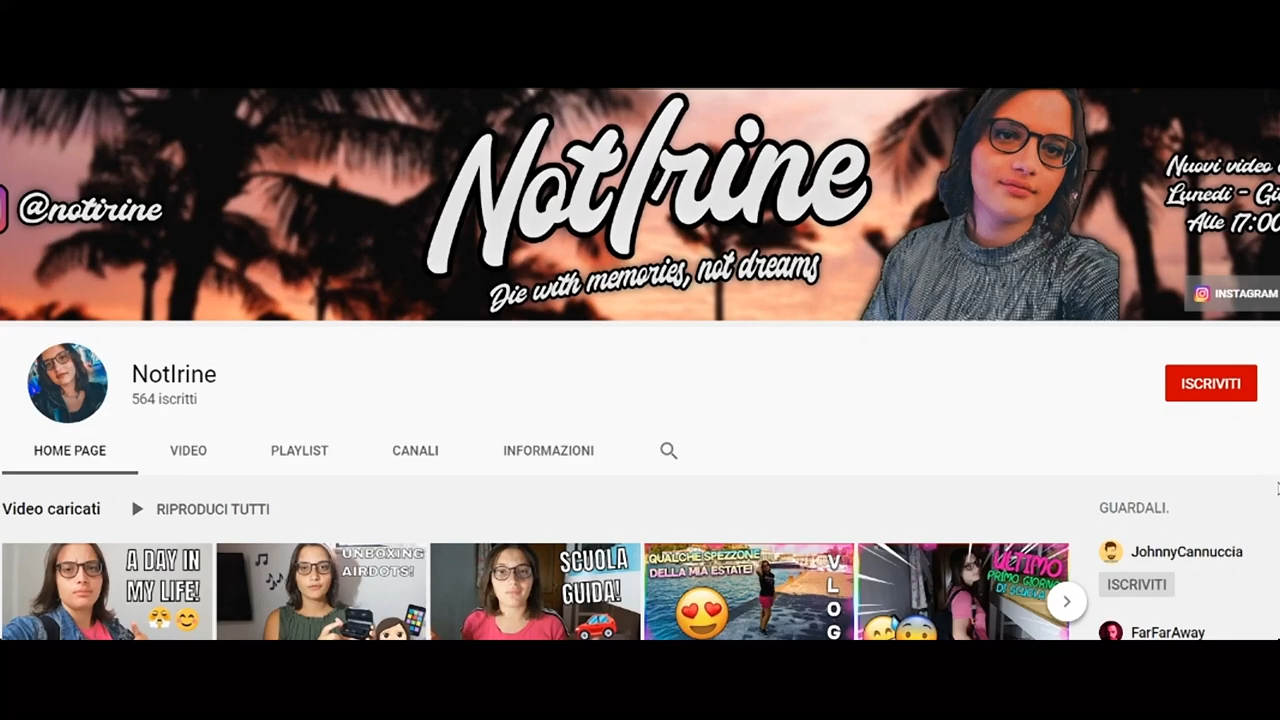 @notirine
NotIrine
Die with memories, not dreams
Nuovi video
Lunedì - 
Alle 17:00
INSTAGRAM
NotIrine
564 iscritti
ISCRIVITI
HOME PAGE
VIDEO
PLAYLIST
CANALI
INFORMAZIONI
Video caricati
RIPRODUCI TUTTI
GUARDALI.
A DAY IN
MY LIFE!
UNBOXING
AIRDOTS!
SCUOLA
GUIDA!
QUALCHE SPEZZONE
DELLA MIA ESTATE!
VLOG
ULTIMO
PRIMO GIORNO
DI SCUOLA
JohnnyCannuccia
ISCRIVITI
FarFarAway